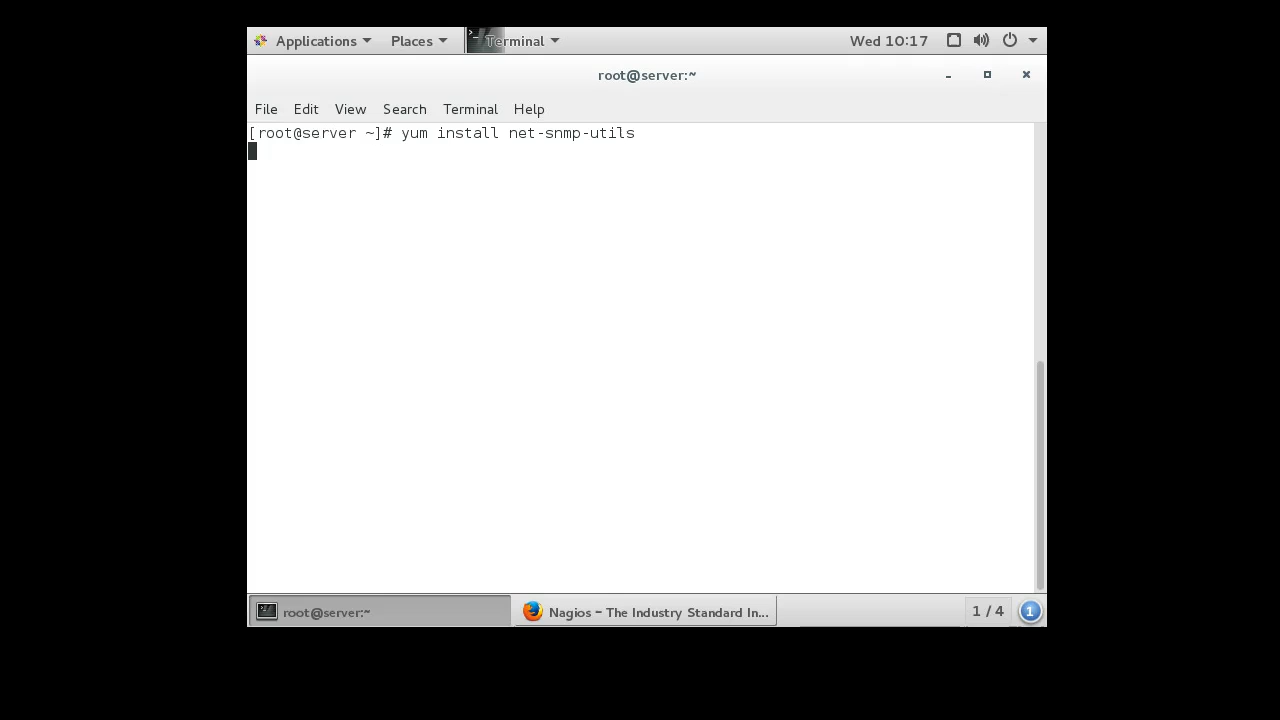 Applications Places Terminal Wed 10:17
root@server:~
File Edit View Search Terminal Help
[root@server ~]# yum install net-snmp-utils
root@server:~ Nagios – The Industry Standard In... 1 / 4 1